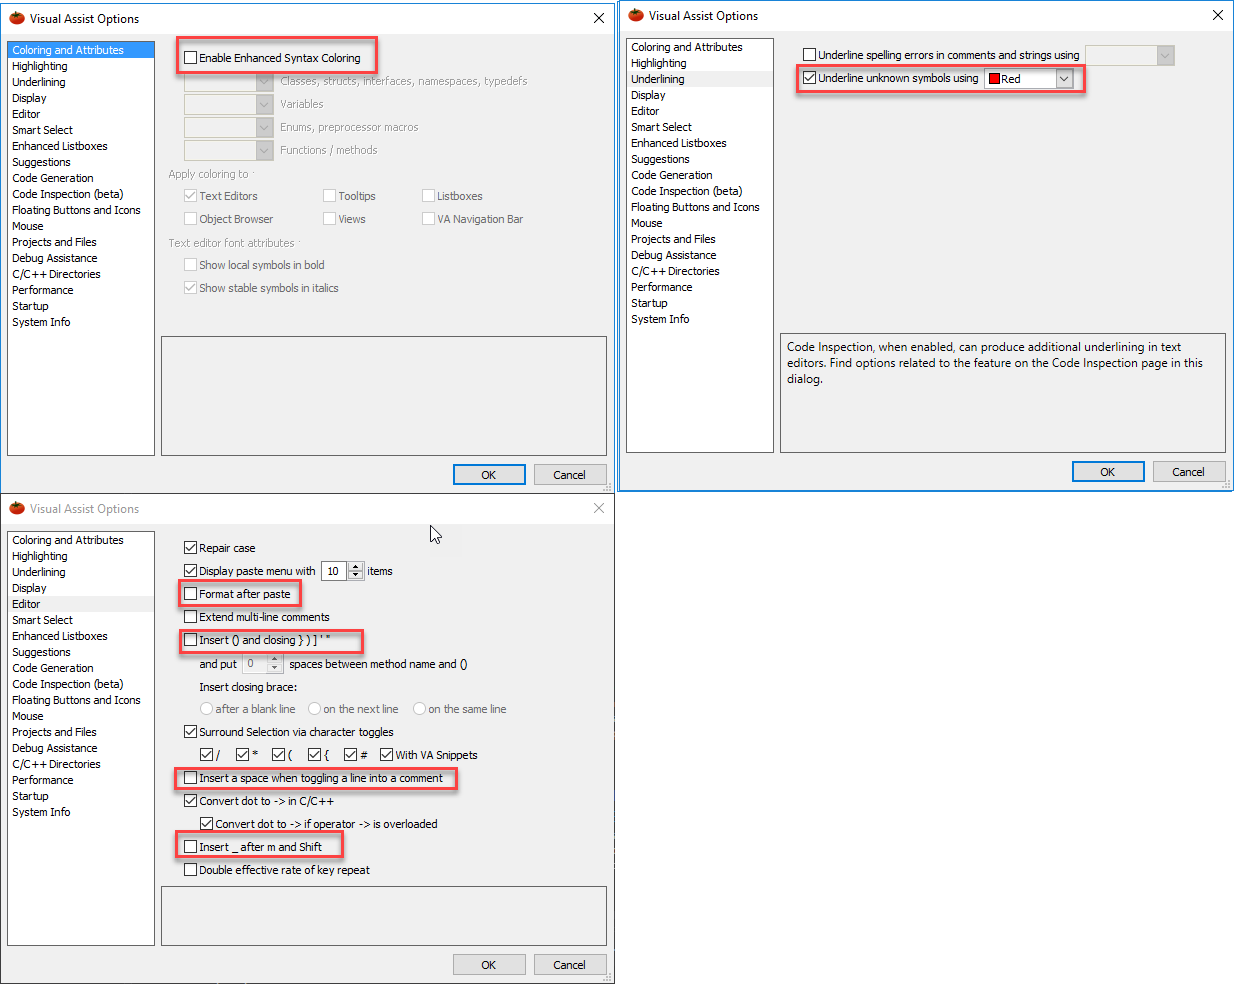 Visual Assist Options
Coloring and Attributes
Highlighting
Underlining
Display
Editor
Smart Select
Enhanced Listboxes
Suggestions
Code Generation
Code Inspection (beta)
Floating Buttons and Icons
Mouse
Projects and Files
Debug Assistance
C/C++ Directories
Performance
Startup
System Info
Enable Enhanced Syntax Coloring
Classes, structs, interfaces, namespaces, typedefs
Variables
Enums, preprocessor macros
Functions / methods
Apply coloring to
Text Editors Tooltips Listboxes
Object Browser Views VA Navigation Bar
Text editor font attributes
Show local symbols in bold
Show stable symbols in italics
OK Cancel
Visual Assist Options
Coloring and Attributes
Highlighting
Underlining
Display
Editor
Smart Select
Enhanced Listboxes
Suggestions
Code Generation
Code Inspection (beta)
Floating Buttons and Icons
Mouse
Projects and Files
Debug Assistance
C/C++ Directories
Performance
Startup
System Info
Underline spelling errors in comments and strings using
Underline unknown symbols using Red
Code Inspection, when enabled, can produce additional underlining in text
editors. Find options related to the feature on the Code Inspection page in this
dialog.
OK Cancel
Visual Assist Options
Coloring and Attributes
Highlighting
Underlining
Display
Editor
Smart Select
Enhanced Listboxes
Suggestions
Code Generation
Code Inspection (beta)
Floating Buttons and Icons
Mouse
Projects and Files
Debug Assistance
C/C++ Directories
Performance
Startup
System Info
Repair case
Display paste menu with 10 items
Format after paste
Extend multi-line comments
Insert () and closing } ) ] ' "
and put 0 spaces between method name and ()
Insert closing brace:
after a blank line on the next line on the same line
Surround Selection via character toggles
/ * ( { # With VA Snippets
Insert a space when toggling a line into a comment
Convert dot to -> in C/C++
Convert dot to -> if operator -> is overloaded
Insert _ after m and Shift
Double effective rate of key repeat
OK Cancel